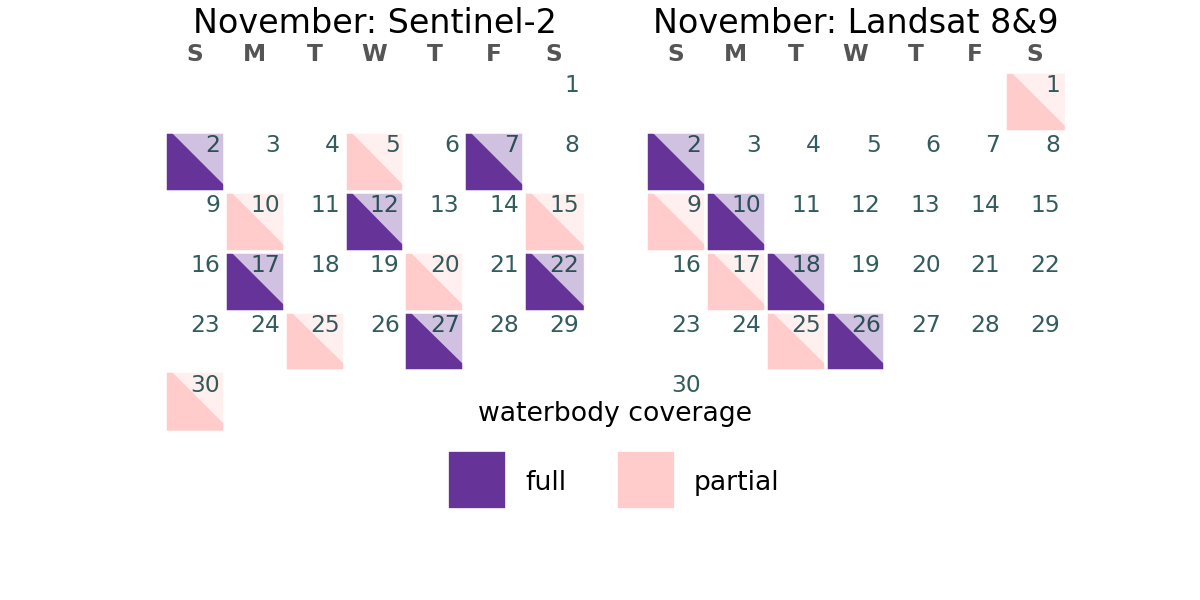 November: Sentinel-2
S M T W T F S
1
2 3 4 5 6 7 8
9 10 11 12 13 14 15
16 17 18 19 20 21 22
23 24 25 26 27 28 29
30
November: Landsat 8&9
S M T W T F S
1
2 3 4 5 6 7 8
9 10 11 12 13 14 15
16 17 18 19 20 21 22
23 24 25 26 27 28 29
30
waterbody coverage
full partial